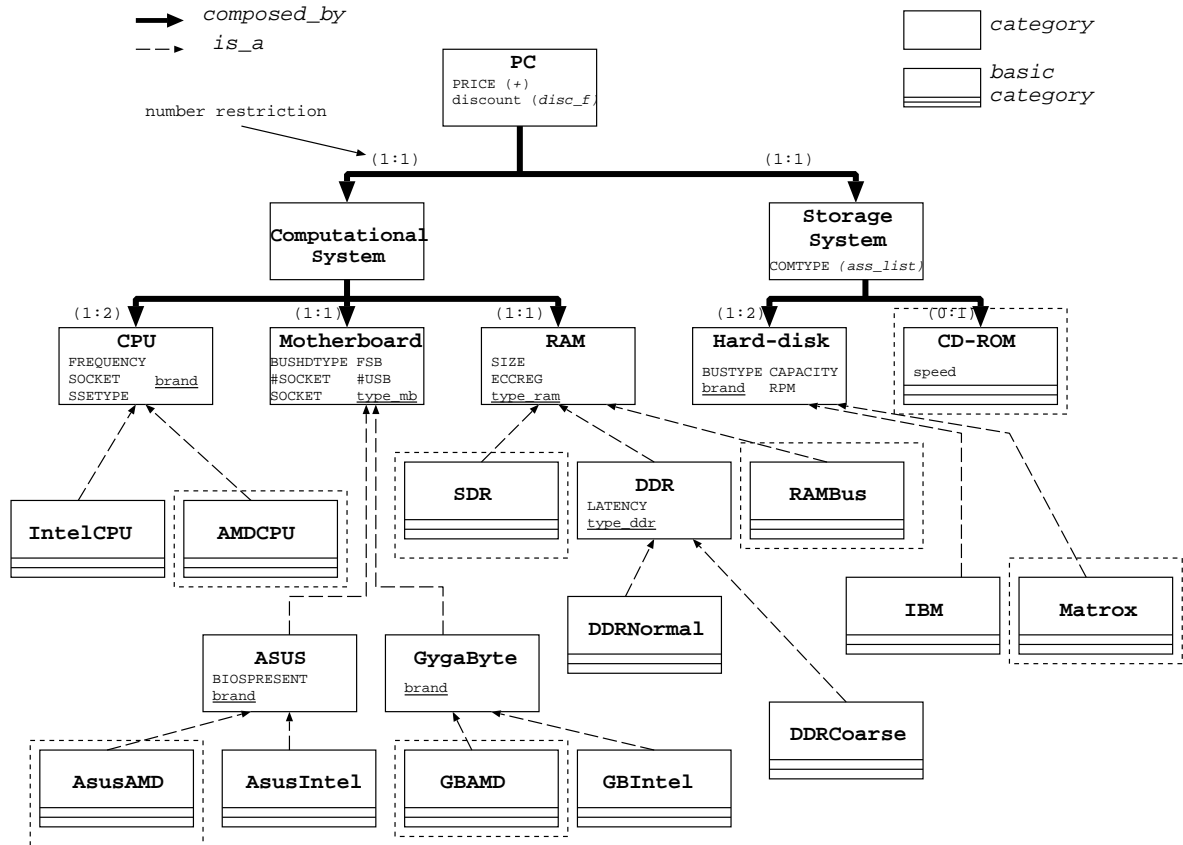 composed_by
is_a
category
basic
category
number restriction
PC
PRICE (+)
discount (disc_f)
(1:1)
(1:1)
Computational
System
Storage
System
COMTYPE (ass_list)
(1:2)
(1:1)
(1:1)
(1:2)
(0:1)
CPU
FREQUENCY
SOCKET brand
SSETYPE
Motherboard
BUSHDTYPE FSB
#SOCKET #USB
SOCKET type_mb
RAM
SIZE
ECCREG
type_ram
Hard-disk
BUSTYPE CAPACITY
brand RPM
CD-ROM
speed
IntelCPU
AMDCPU
SDR
DDR
LATENCY
type_ddr
RAMBus
DDRNormal
IBM
Matrox
ASUS
BIOSPRESENT
brand
GygaByte
brand
DDRCoarse
AsusAMD
AsusIntel
GBAMD
GBIntel